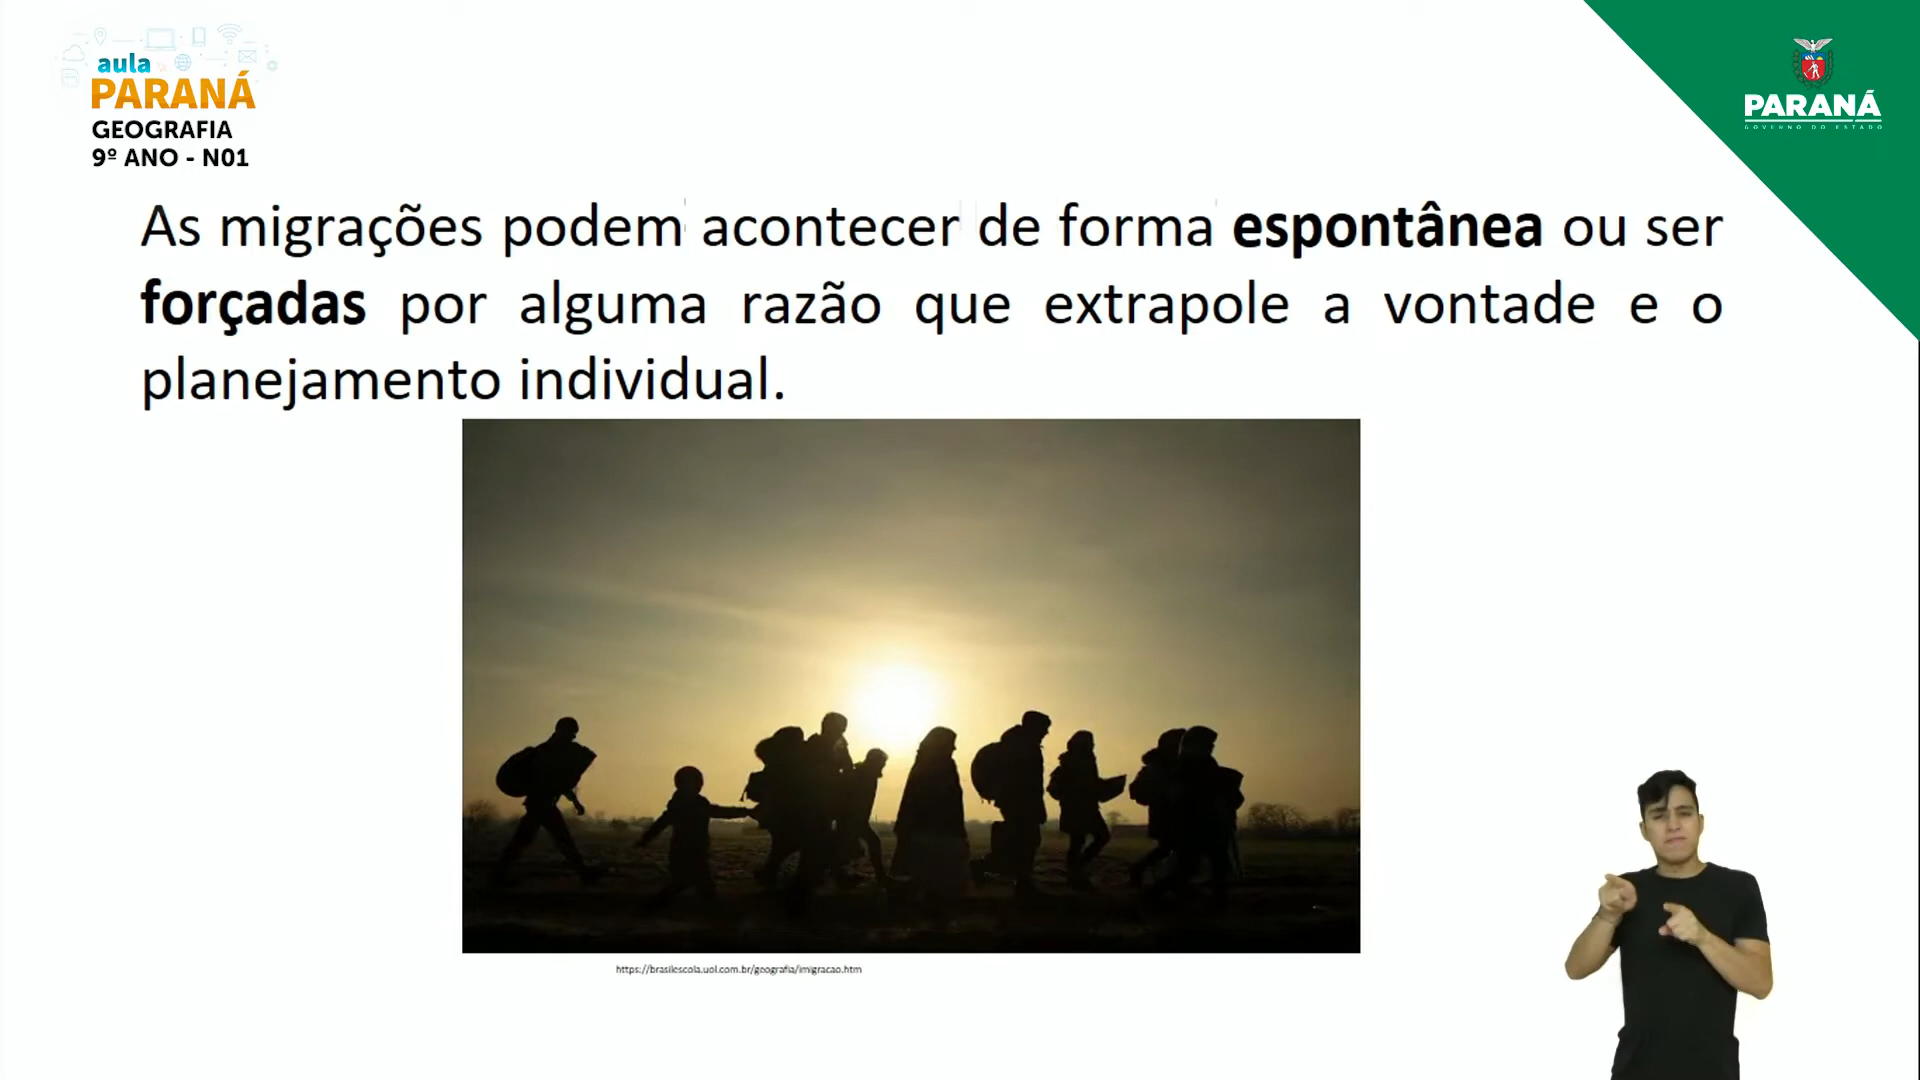 aula
PARANÁ
GEOGRAFIA
9º ANO - N01
PARANÁ
GOVERNO DO ESTADO
As migrações podem acontecer de forma espontânea ou ser
forçadas por alguma razão que extrapole a vontade e o
planejamento individual.
https://brasilescola.uol.com.br/geografia/imigracao.htm